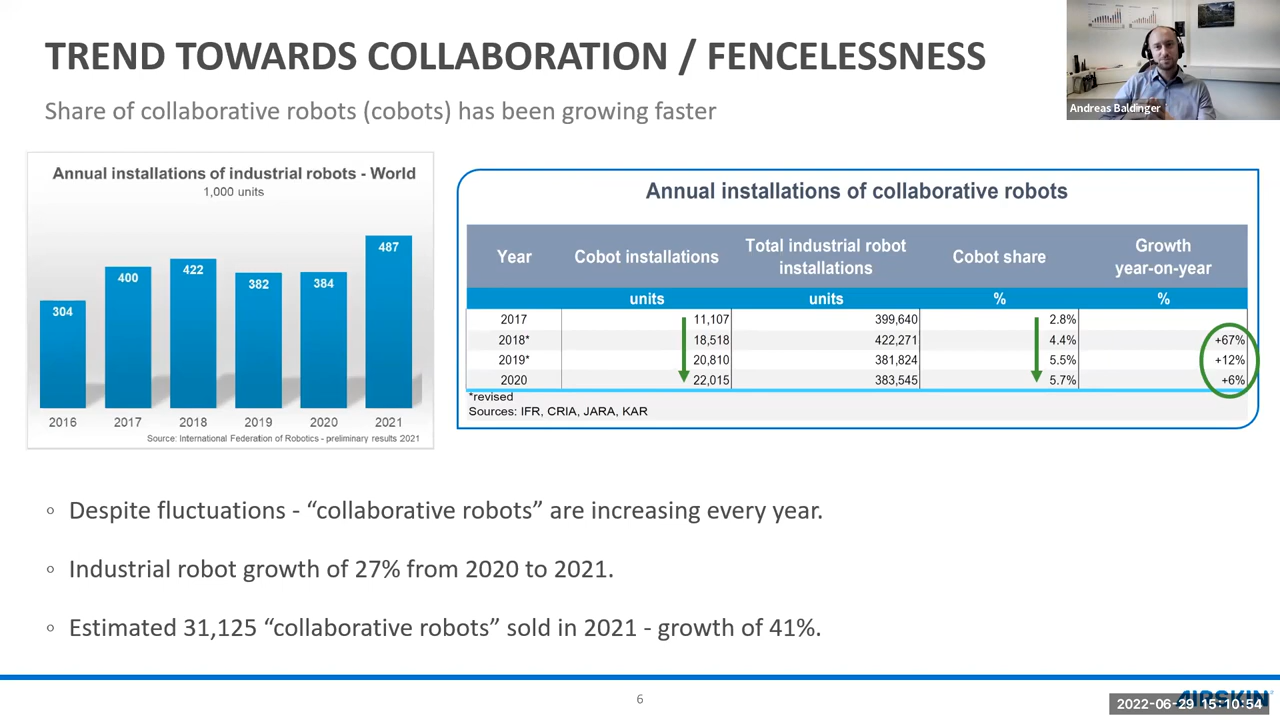 TREND TOWARDS COLLABORATION / FENCELESSNESS
Share of collaborative robots (cobots) has been growing faster
Andreas Baldinger
Annual installations of industrial robots - World
1,000 units
304
400
422
382
384
487
2016 2017 2018 2019 2020 2021
Source: International Federation of Robotics - preliminary results 2021
Annual installations of collaborative robots
Year Cobot installations Total industrial robot installations Cobot share Growth year-on-year
units units % %
2017 11,107 399,640 2.8%
2018* 18,518 422,271 4.4% +67%
2019* 20,810 381,824 5.5% +12%
2020 22,015 383,545 5.7% +6%
*revised
Sources: IFR, CRIA, JARA, KAR
◦ Despite fluctuations - “collaborative robots” are increasing every year.
◦ Industrial robot growth of 27% from 2020 to 2021.
◦ Estimated 31,125 “collaborative robots” sold in 2021 - growth of 41%.
6
AIRSKIN®
2022-06-29 15:10:54